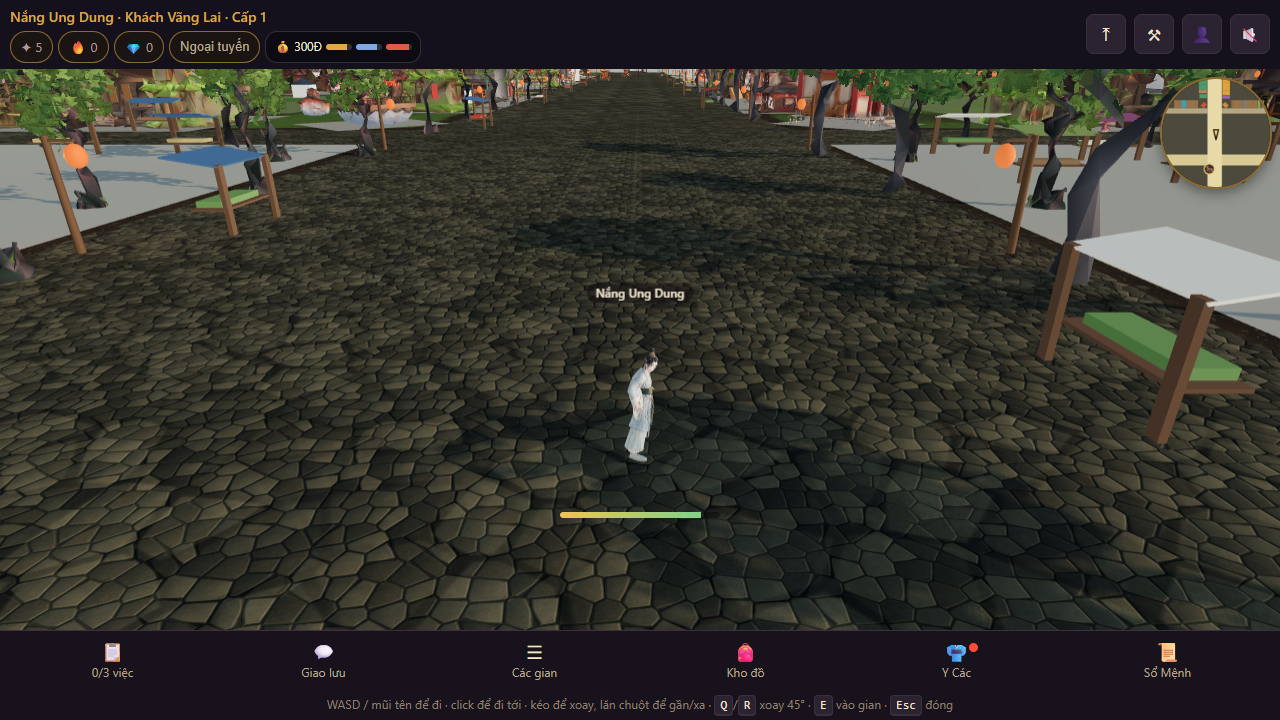 Nắng Ung Dung · Khách Vãng Lai · Cấp 1
✦ 5 0 0 Ngoại tuyến 300Đ
Nắng Ung Dung
0/3 việc Giao lưu Các gian Kho đồ Y Các Sổ Mệnh
WASD / mũi tên để đi · click để đi tới · kéo để xoay, lăn chuột để gần/xa · Q / R xoay 45° · E vào gian · Esc đóng